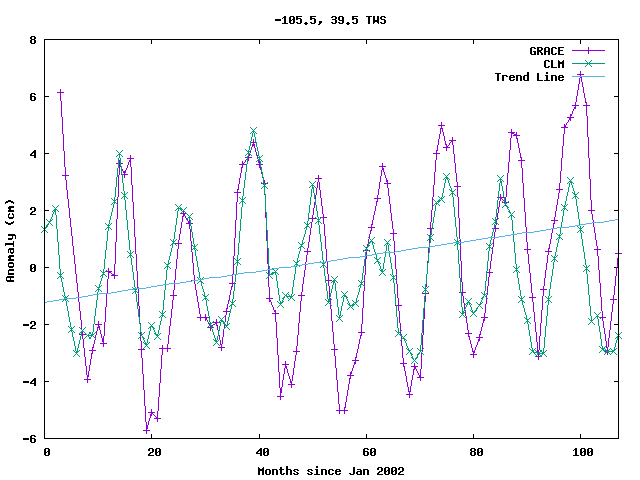 -105.5, 39.5 TWS
GRACE
CLM
Trend Line
8
6
4
2
0
-2
-4
-6
Anomaly (cm)
0 20 40 60 80 100
Months since Jan 2002